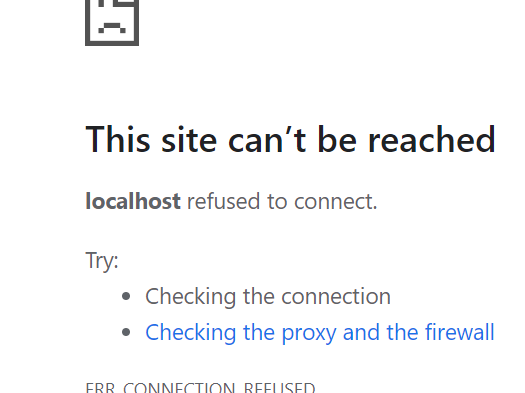 This site can’t be reached
localhost refused to connect.
Try:
• Checking the connection
• Checking the proxy and the firewall
ERR_CONNECTION_REFUSED